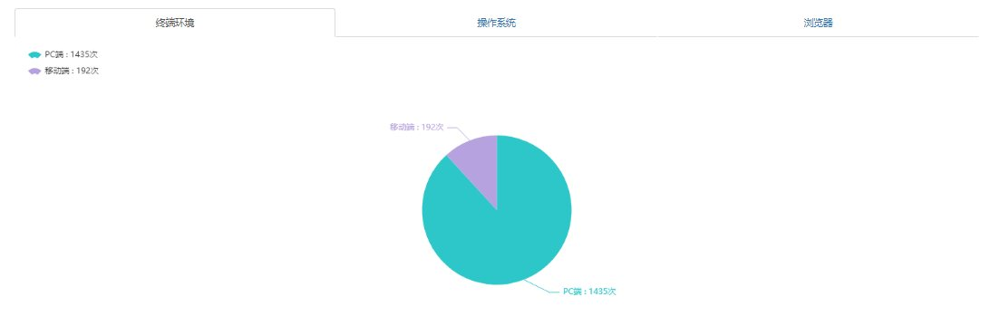 终端环境
操作系统
浏览器
PC端 : 1435次
移动端 : 192次
移动端 : 192次
PC端 : 1435次